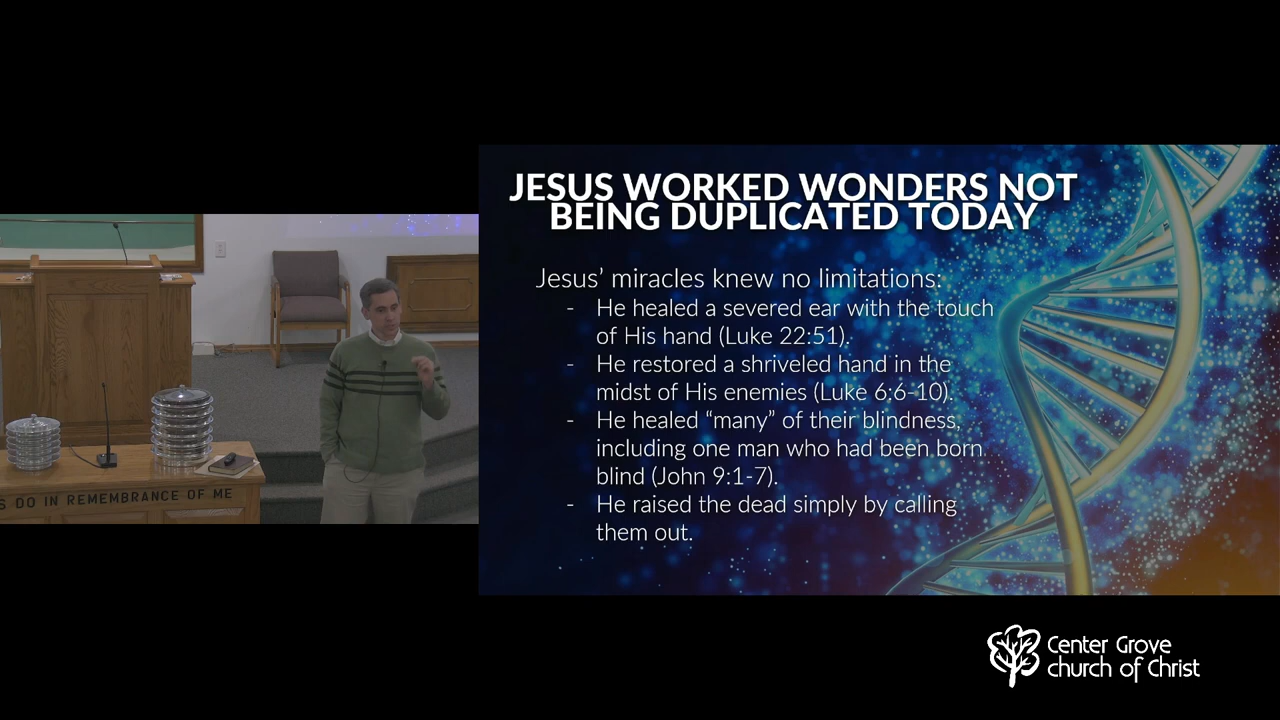 JESUS WORKED WONDERS NOT
BEING DUPLICATED TODAY
Jesus’ miracles knew no limitations:
- He healed a severed ear with the touch
of His hand (Luke 22:51).
- He restored a shriveled hand in the
midst of His enemies (Luke 6:6-10).
- He healed “many” of their blindness,
including one man who had been born
blind (John 9:1-7).
- He raised the dead simply by calling
them out.
S DO IN REMEMBRANCE OF ME
Center Grove
church of Christ